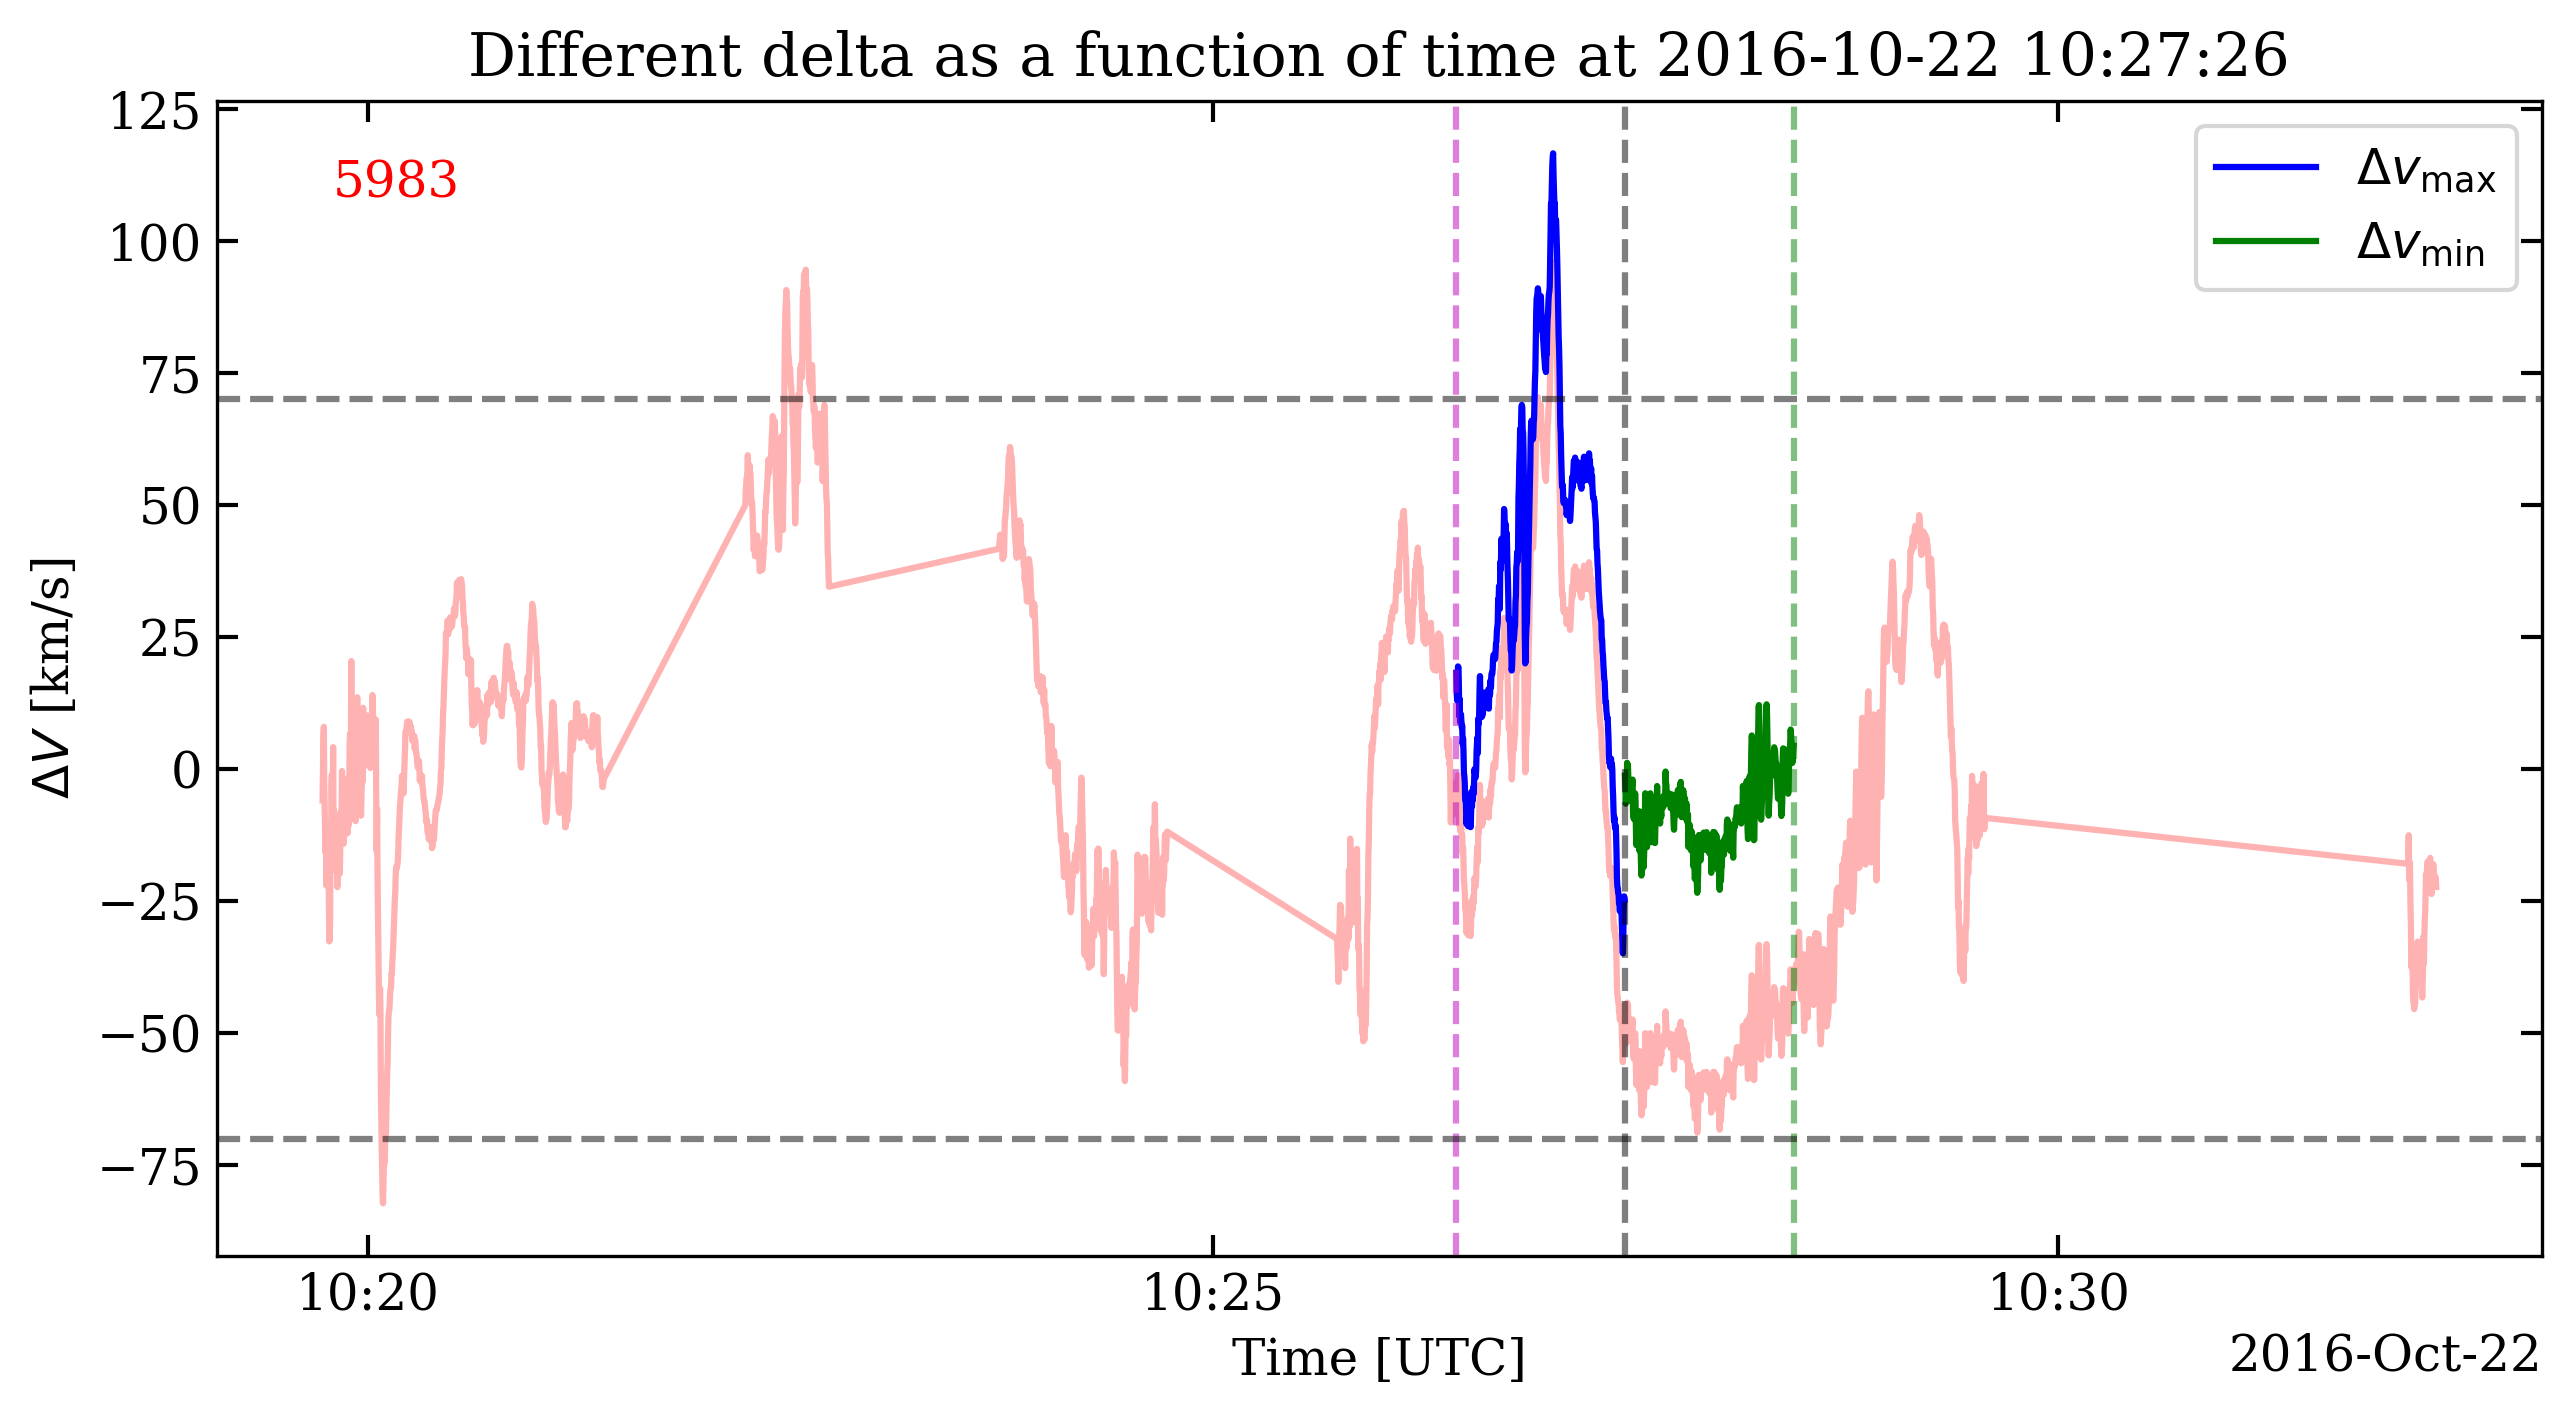 Different delta as a function of time at 2016-10-22 10:27:26
5983
Δv_max
Δv_min
ΔV [km/s]
125
100
75
50
25
0
−25
−50
−75
10:20
10:25
10:30
Time [UTC]
2016-Oct-22